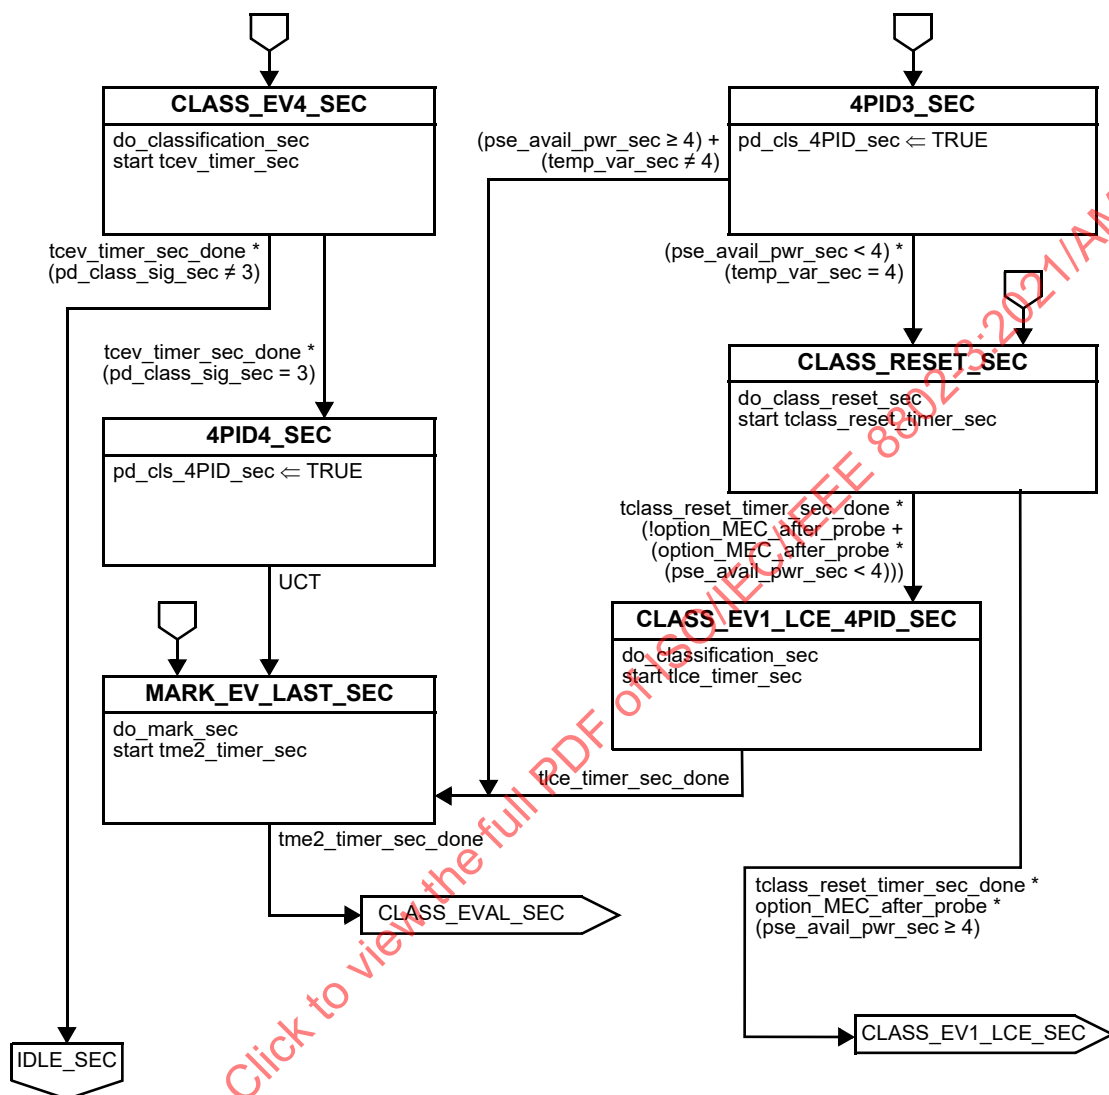 CLASS_EV4_SEC
do_classification_sec
start tcev_timer_sec
tcev_timer_sec_done *
(pd_class_sig_sec ≠ 3)
tcev_timer_sec_done *
(pd_class_sig_sec = 3)
4PID4_SEC
pd_cls_4PID_sec ⇐ TRUE
UCT
MARK_EV_LAST_SEC
do_mark_sec
start tme2_timer_sec
tme2_timer_sec_done
CLASS_EVAL_SEC
IDLE_SEC
4PID3_SEC
pd_cls_4PID_sec ⇐ TRUE
(pse_avail_pwr_sec ≥ 4) +
(temp_var_sec ≠ 4)
(pse_avail_pwr_sec < 4) *
(temp_var_sec = 4)
CLASS_RESET_SEC
do_class_reset_sec
start tclass_reset_timer_sec
tclass_reset_timer_sec_done *
(!option_MEC_after_probe +
(option_MEC_after_probe *
(pse_avail_pwr_sec < 4)))
CLASS_EV1_LCE_4PID_SEC
do_classification_sec
start tlce_timer_sec
tlce_timer_sec_done
tclass_reset_timer_sec_done *
option_MEC_after_probe *
(pse_avail_pwr_sec ≥ 4)
CLASS_EV1_LCE_SEC
Click to view the full PDF of ISO/IEC/IEEE 8802-3:2021/AM